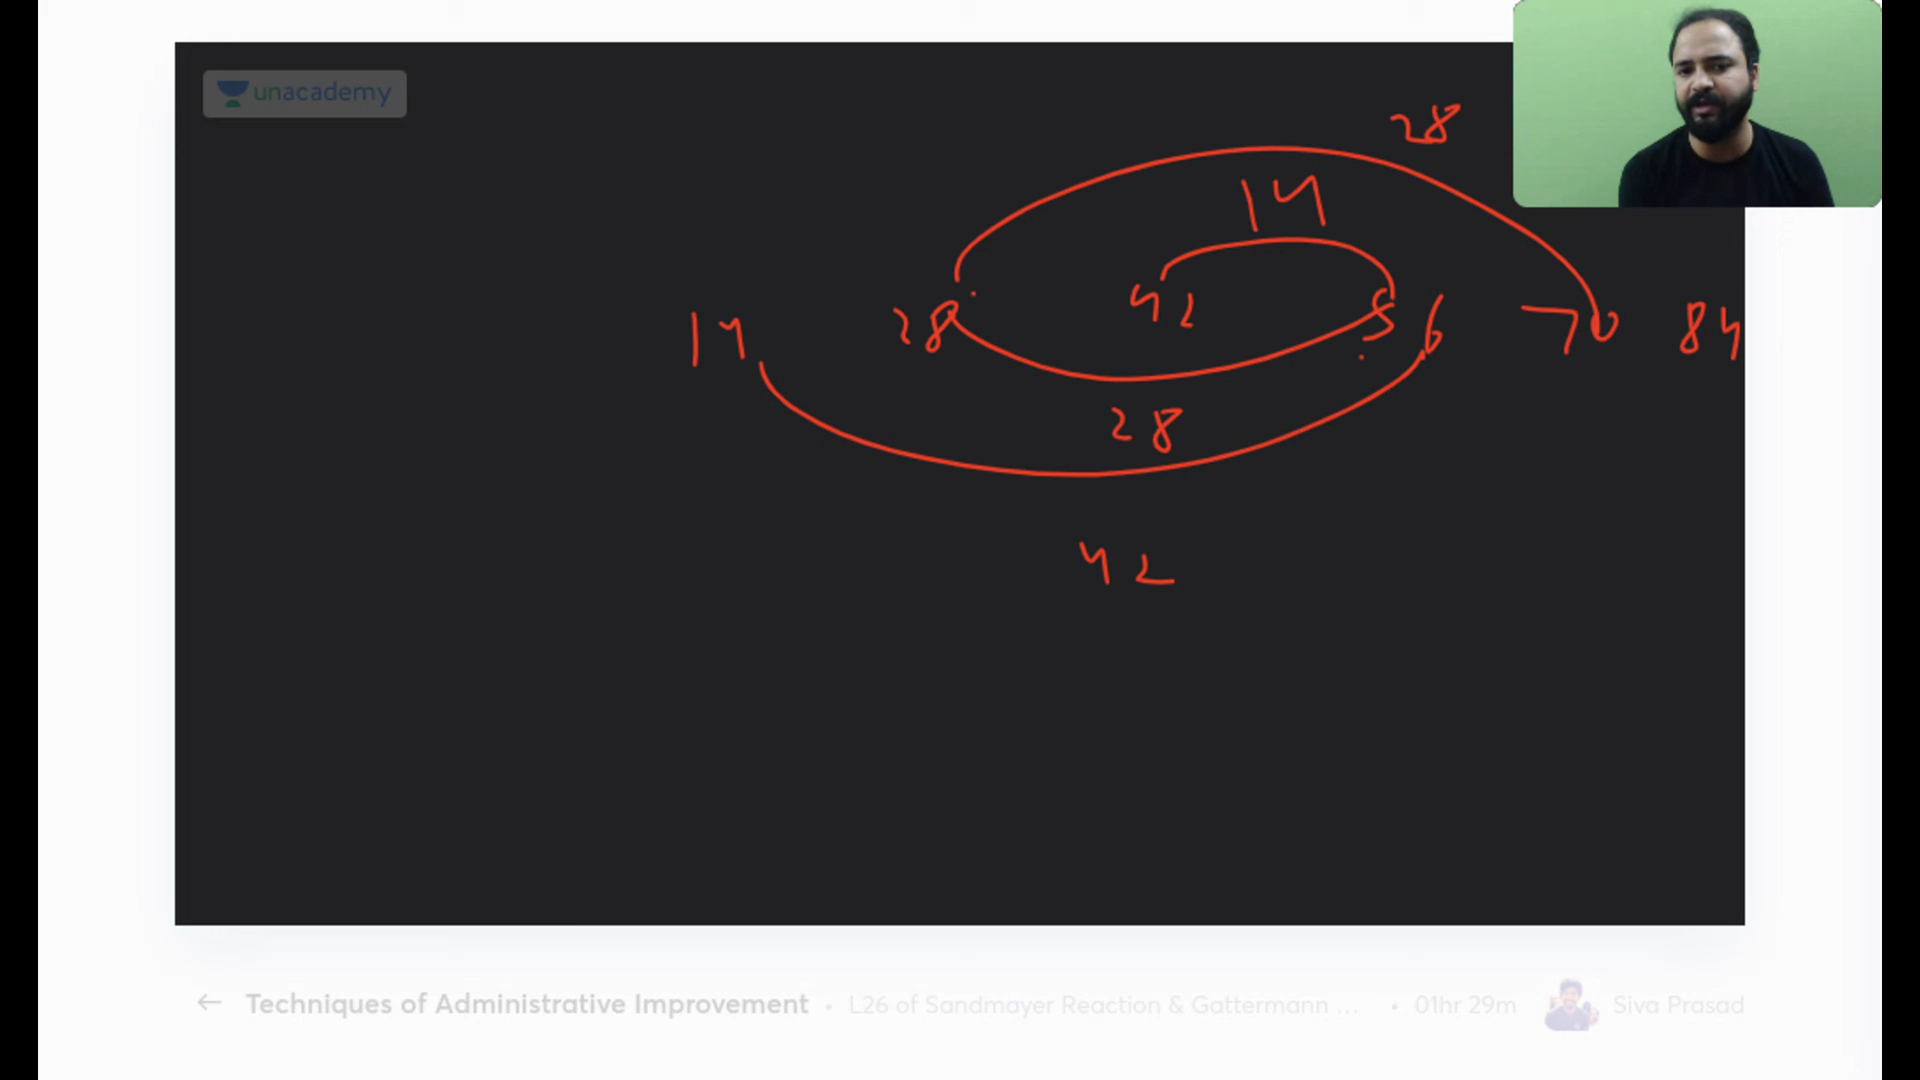 unacademy
28
14
14 28 42 56 70 84
28
42
Techniques of Administrative Improvement • L26 of Sandmayer Reaction & Gattermann ... • 01hr 29m Siva Prasad